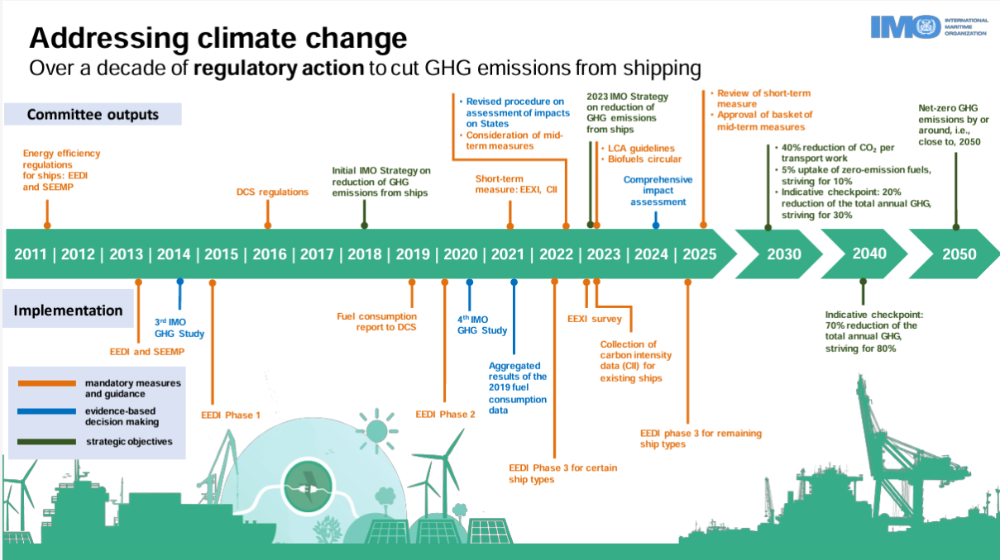 Addressing climate change
Over a decade of regulatory action to cut GHG emissions from shipping
IMO
INTERNATIONAL
MARITIME
ORGANIZATION
Committee outputs
Energy efficiency
regulations
for ships: EEDI
and SEEMP
DCS regulations
Initial IMO Strategy on
reduction of GHG
emissions from ships
• Revised procedure on
assessment of impacts
on States
• Consideration of mid-
term measures
Short-term
measure: EEXI, CII
2023 IMO Strategy
on reduction of
GHG emissions
from ships
• LCA guidelines
• Biofuels circular
Comprehensive
impact
assessment
• Review of short-term
measure
• Approval of basket of
mid-term measures
• 40% reduction of CO₂ per
transport work
• 5% uptake of zero-emission fuels,
striving for 10%
• Indicative checkpoint: 20%
reduction of the total annual GHG,
striving for 30%
Net-zero GHG
emissions by or
around, i.e.,
close to, 2050
2011 | 2012 | 2013 | 2014 | 2015 | 2016 | 2017 | 2018 | 2019 | 2020 | 2021 | 2022 | 2023 | 2024 | 2025
2030
2040
2050
Implementation
EEDI and SEEMP
3rd IMO
GHG Study
EEDI Phase 1
Fuel consumption
report to DCS
EEDI Phase 2
4th IMO
GHG Study
Aggregated
results of the
2019 fuel
consumption
data
EEDI Phase 3 for certain
ship types
EEXI survey
Collection of
carbon intensity
data (CII) for
existing ships
EEDI phase 3 for remaining
ship types
Indicative checkpoint:
70% reduction of the
total annual GHG,
striving for 80%
mandatory measures
and guidance
evidence-based
decision making
strategic objectives